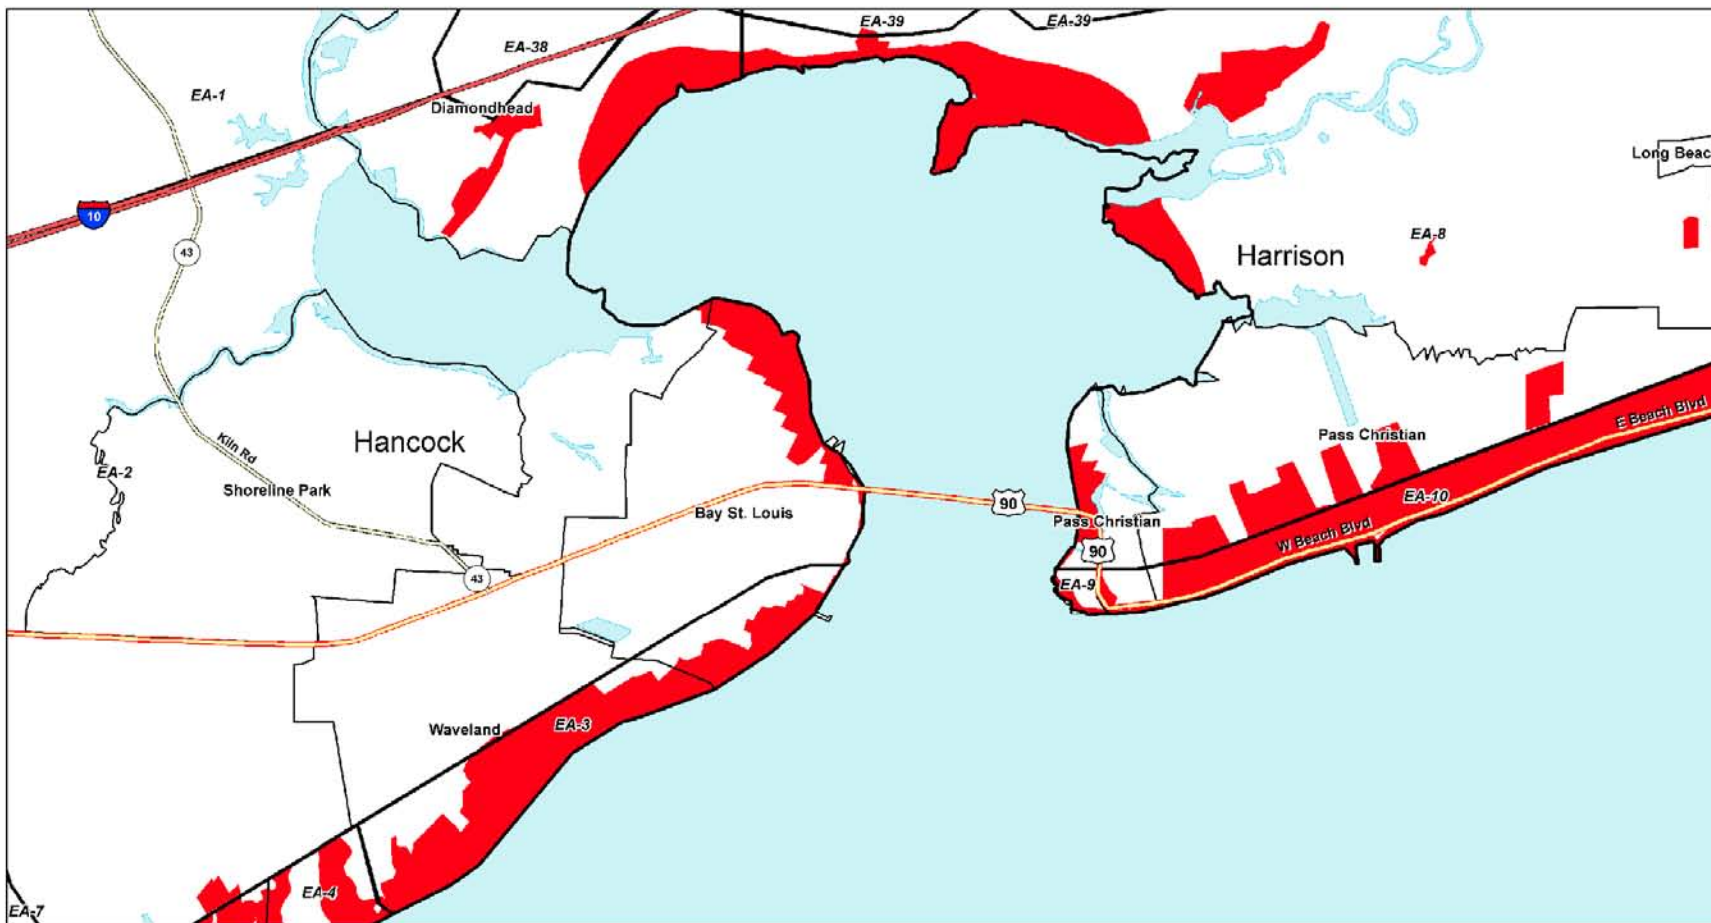 EA-39
EA-39
EA-38
EA-1
Diamondhead
Long Beac
10
43
EA-8
Harrison
Hancock
Kiln Rd
EA-2
Shoreline Park
Bay St. Louis
90
Pass Christian
E Beach Blvd
Pass Christian
EA-10
W Beach Blvd
90
43
EA-9
Waveland
EA-3
EA-4
EA-7